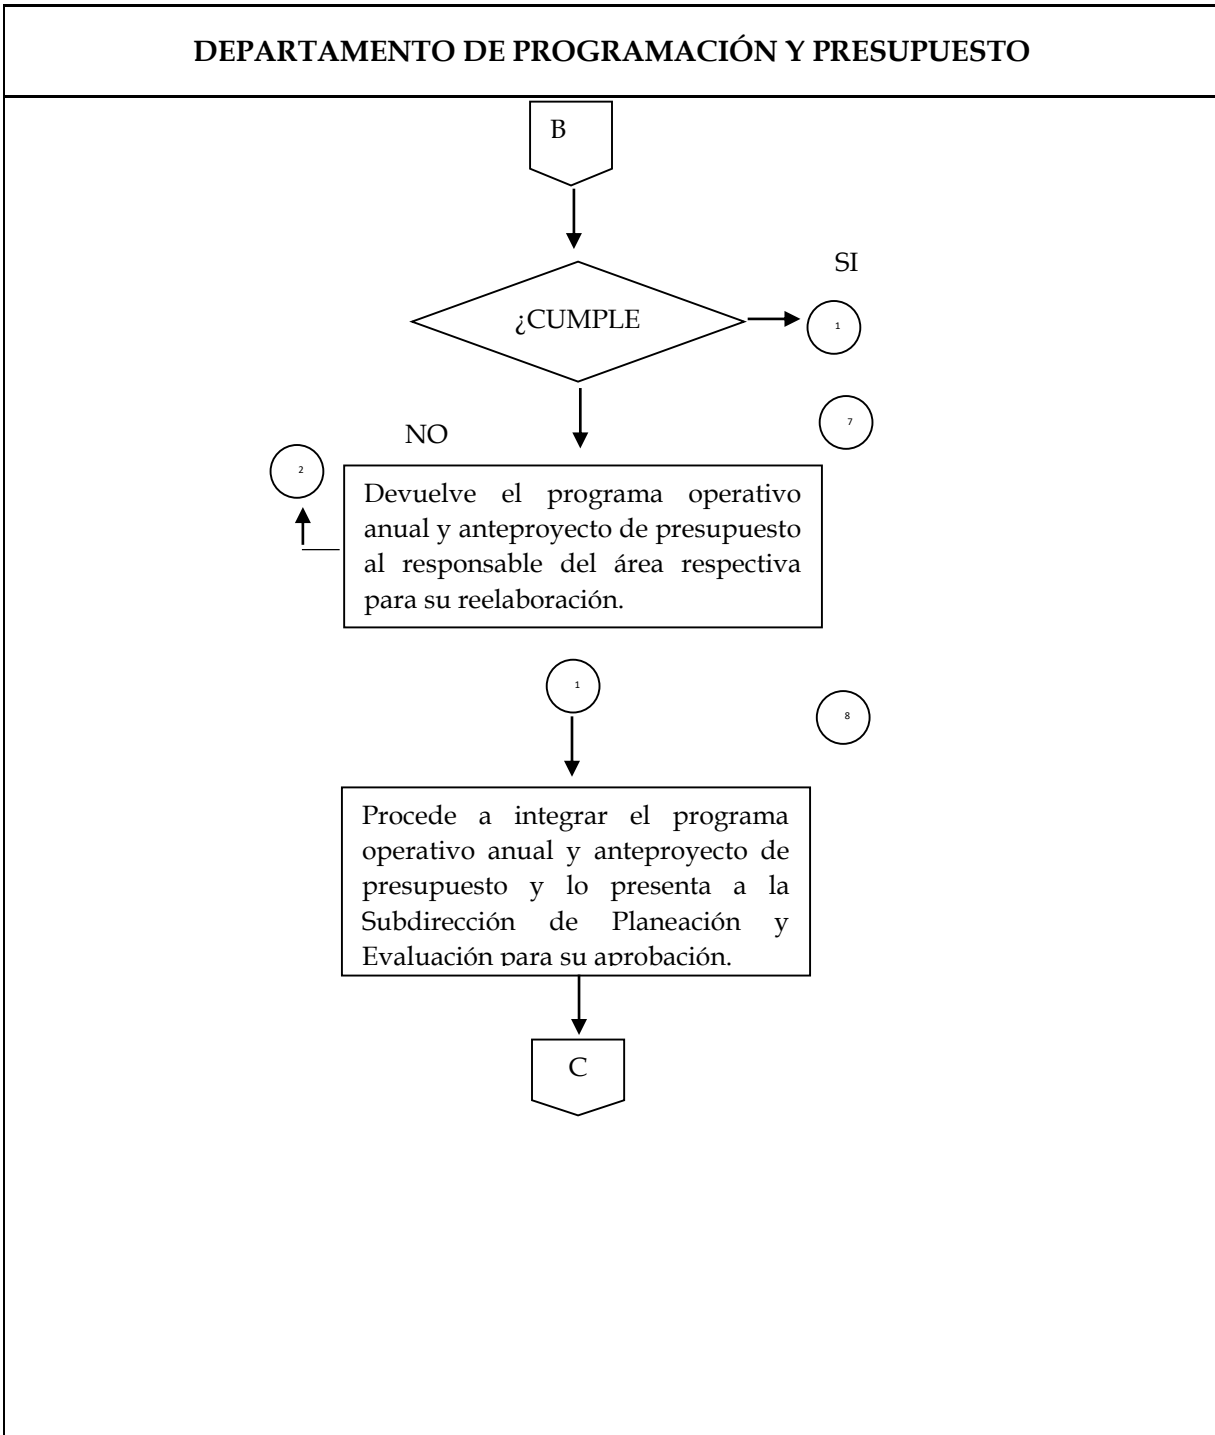 DEPARTAMENTO DE PROGRAMACIÓN Y PRESUPUESTO
B
SI
¿CUMPLE
1
7
NO
2
Devuelve el programa operativo
anual y anteproyecto de presupuesto
al responsable del área respectiva
para su reelaboración.
1
8
Procede a integrar el programa
operativo anual y anteproyecto de
presupuesto y lo presenta a la
Subdirección de Planeación y
Evaluación para su aprobación.
C